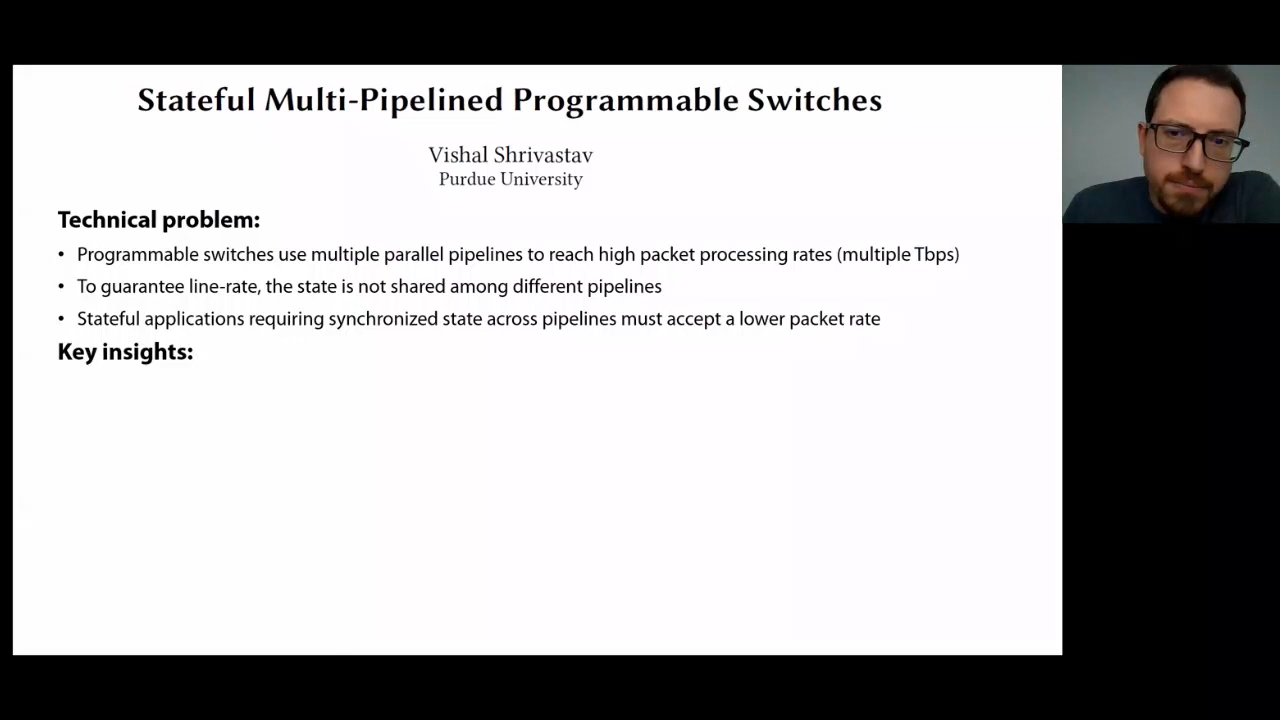 Stateful Multi-Pipelined Programmable Switches
Vishal Shrivastav
Purdue University
Technical problem:
• Programmable switches use multiple parallel pipelines to reach high packet processing rates (multiple Tbps)
• To guarantee line-rate, the state is not shared among different pipelines
• Stateful applications requiring synchronized state across pipelines must accept a lower packet rate
Key insights: